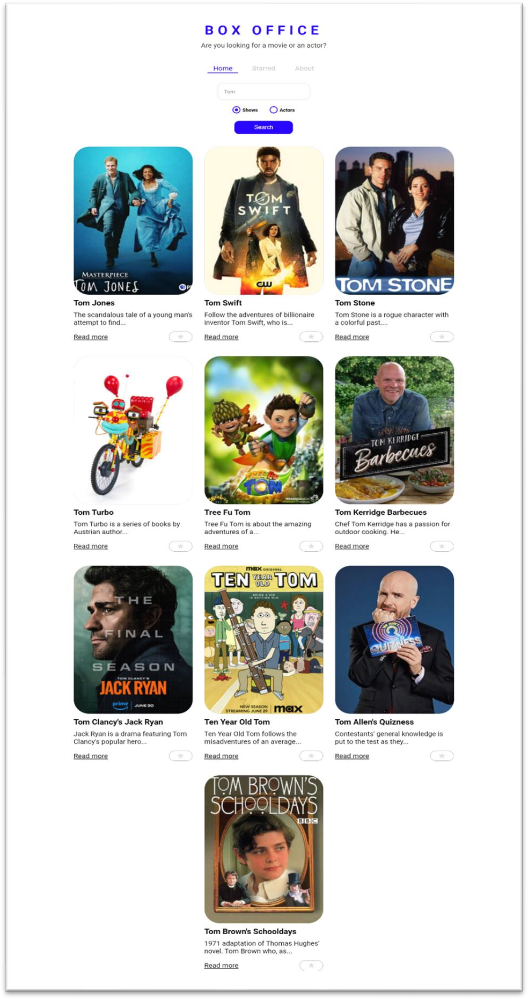 BOX OFFICE
Are you looking for a movie or an actor?
Home Starred About
Tom
Shows Actors
Search
MASTERPIECE
TOM JONES
TOM
SWIFT
CW
TOM STONE
Tom Jones
The scandalous tale of a young man's
attempt to find...
Read more
Tom Swift
Follow the adventures of billionaire
inventor Tom Swift, who is...
Read more
Tom Stone
Tom Stone is a rogue character with
a colorful past....
Read more
TREE FU
TOM
CBeebies
FREMANTLEMEDIA
TOM KERRIDGE
Barbecues
Tom Turbo
Tom Turbo is a series of books by
Austrian author...
Read more
Tree Fu Tom
Tree Fu Tom is about the amazing
adventures of a...
Read more
Tom Kerridge Barbecues
Chef Tom Kerridge has a passion for
outdoor cooking. He...
Read more
THE
FINAL
SEASON
TOM CLANCY'S
JACK RYAN
prime JUNE 30
max ORIGINAL
TEN YEAR OLD TOM
BEING A KID
IS GETTING OLD
NEW SEASON
STREAMING JUNE 29 max
TOM ALLEN'S
QUIZNESS
Tom Clancy's Jack Ryan
Jack Ryan is a drama featuring Tom
Clancy's popular hero...
Read more
Ten Year Old Tom
Ten Year Old Tom follows the
misadventures of an average...
Read more
Tom Allen's Quizness
Contestants' general knowledge is
put to the test as they...
Read more
TOM BROWN'S
SCHOOLDAYS
BBC
Tom Brown's Schooldays
1971 adaptation of Thomas Hughes'
novel. Tom Brown who, as...
Read more